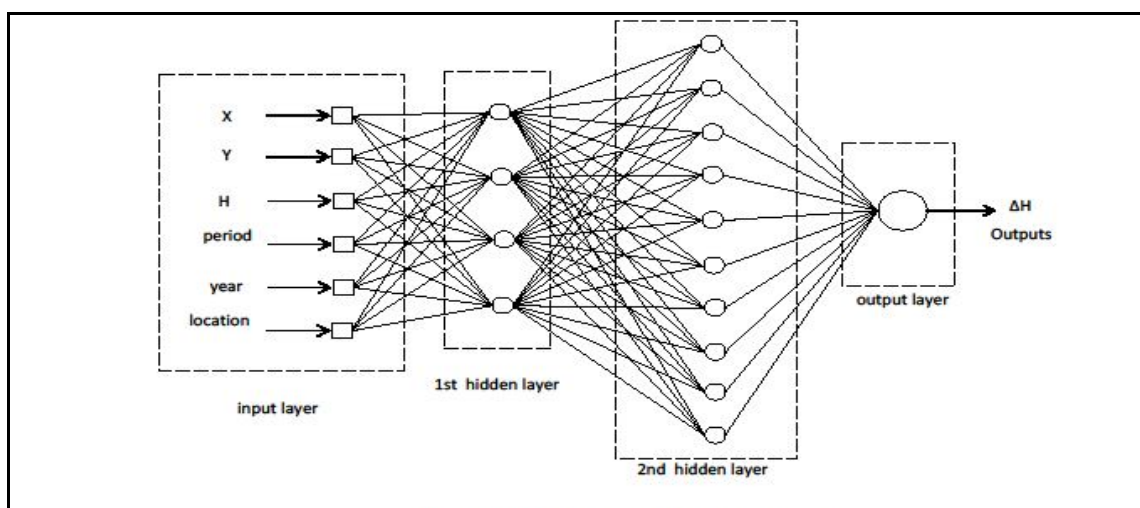 X
Y
H
period
year
location
input layer
1st hidden layer
2nd hidden layer
output layer
ΔH
Outputs